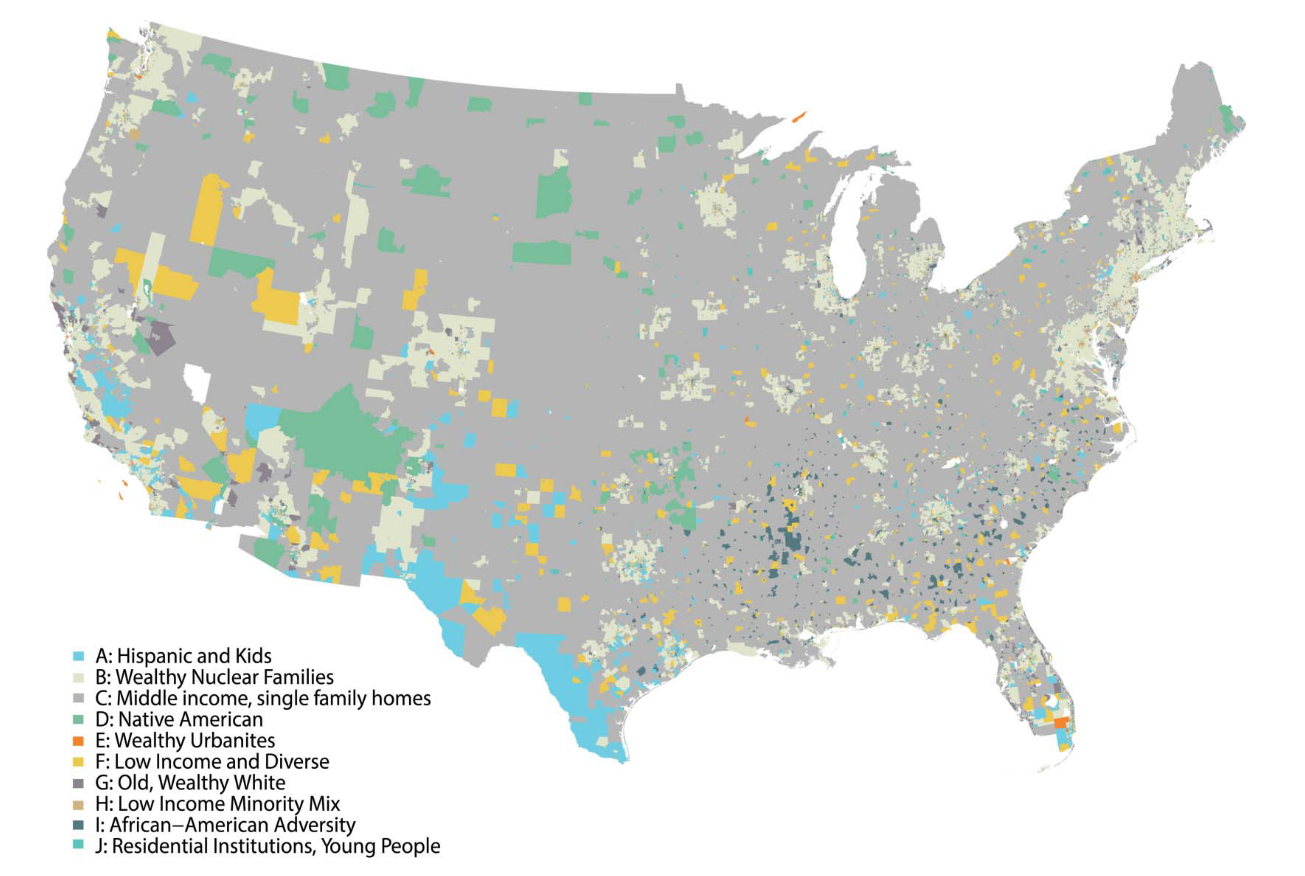 A: Hispanic and Kids
B: Wealthy Nuclear Families
C: Middle income, single family homes
D: Native American
E: Wealthy Urbanites
F: Low Income and Diverse
G: Old, Wealthy White
H: Low Income Minority Mix
I: African−American Adversity
J: Residential Institutions, Young People